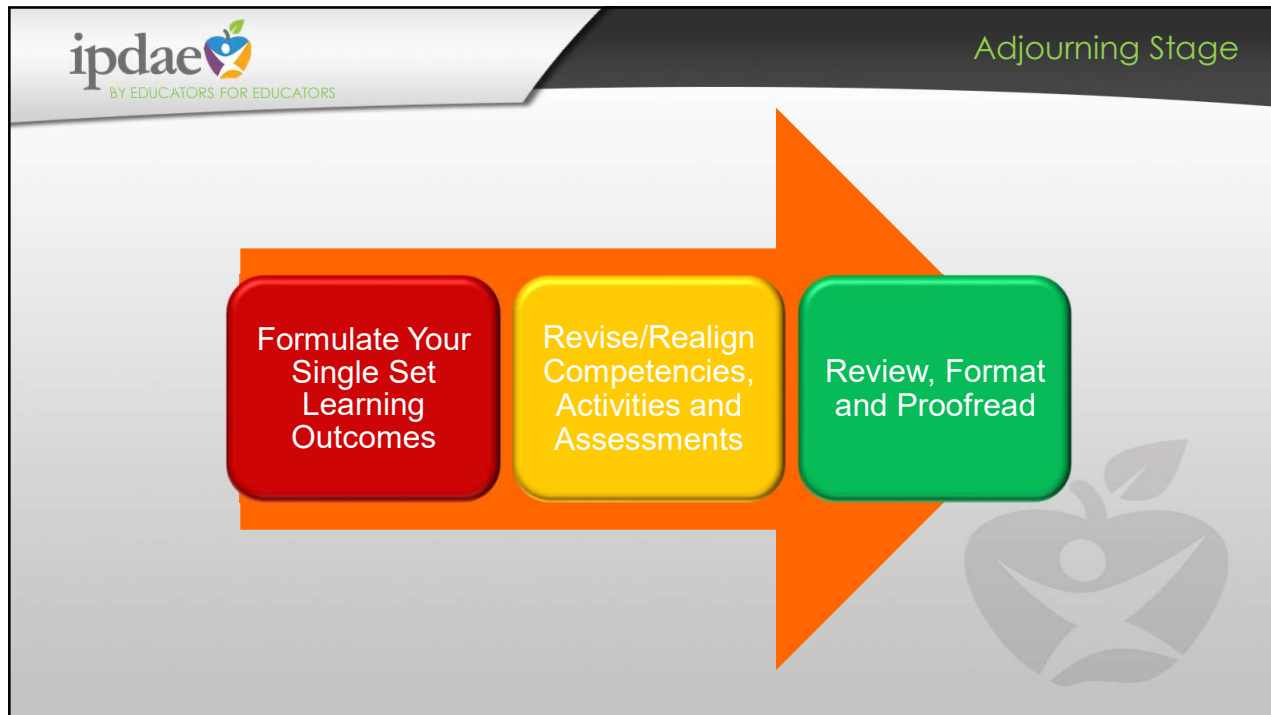 ipdae
BY EDUCATORS FOR EDUCATORS
Adjourning Stage
Formulate Your
Single Set
Learning
Outcomes
Revise/Realign
Competencies,
Activities and
Assessments
Review, Format
and Proofread